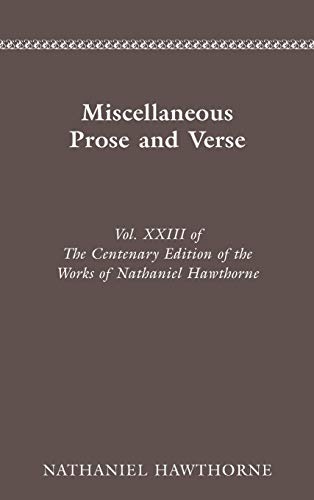 Miscellaneous
Prose and Verse
Vol. XXIII of
The Centenary Edition of the
Works of Nathaniel Hawthorne
NATHANIEL HAWTHORNE